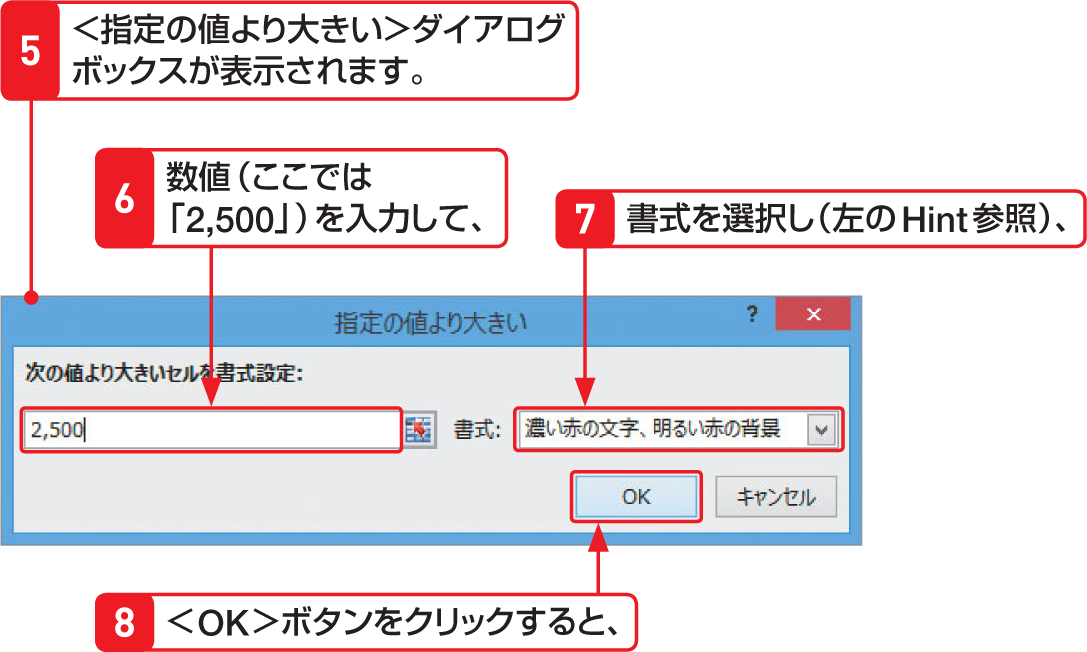 5 <指定の値より大きい>ダイアログ
ボックスが表示されます。
6 数値(ここでは
「2,500」)を入力して、
7 書式を選択し(左のHint参照)、
指定の値より大きい ?
次の値より大きいセルを書式設定:
2,500 書式: 濃い赤の文字、明るい赤の背景
OK キャンセル
8 <OK>ボタンをクリックすると、